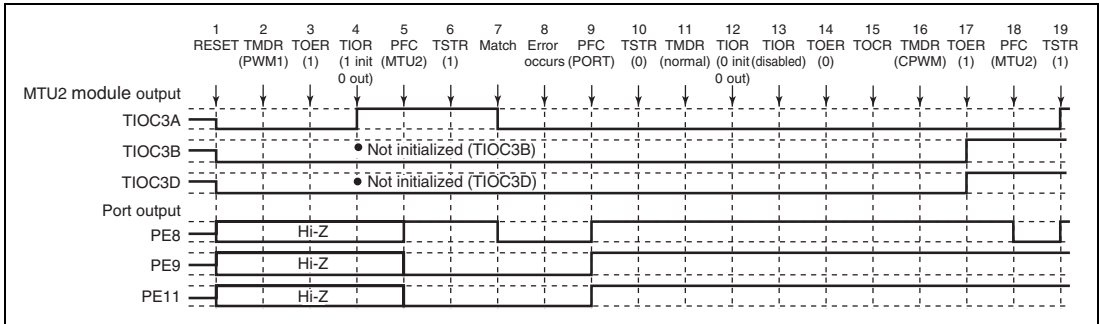 1 2 3 4 5 6 7 8 9 10 11 12 13 14 15 16 17 18 19
RESET TMDR TOER TIOR PFC TSTR Match Error PFC TSTR TMDR TIOR TIOR TOER TOCR TMDR TOER PFC TSTR
(PWM1) (1) (1 init (MTU2) (1) occurs (PORT) (0) (normal) (0 init (disabled) (0) (CPWM) (1) (MTU2) (1)
0 out) 0 out)
MTU2 module output
TIOC3A
TIOC3B • Not initialized (TIOC3B)
TIOC3D • Not initialized (TIOC3D)
Port output
PE8 Hi-Z
PE9 Hi-Z
PE11 Hi-Z